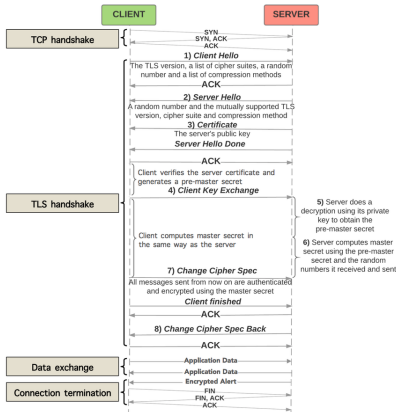 CLIENT
SERVER
TCP handshake
SYN
SYN, ACK
ACK
1) Client Hello
The TLS version, a list of cipher suites, a random
number and a list of compression methods
ACK
2) Server Hello
A random number and the mutually supported TLS
version, cipher suite and compression method
3) Certificate
The server's public key
Server Hello Done
ACK
Client verifies the server certificate and
generates a pre-master secret
4) Client Key Exchange
TLS handshake
5) Server does a
decryption using its private
key to obtain the
pre-master secret
Client computes master secret in
the same way as the server
6) Server computes master
secret using the pre-master
secret and the random
numbers it received and sent
7) Change Cipher Spec
All messages sent from now on are authenticated
and encrypted using the master secret
Client finished
ACK
8) Change Cipher Spec Back
ACK
Data exchange
Application Data
Application Data
Encrypted Alert
Connection termination
FIN
FIN, ACK
ACK